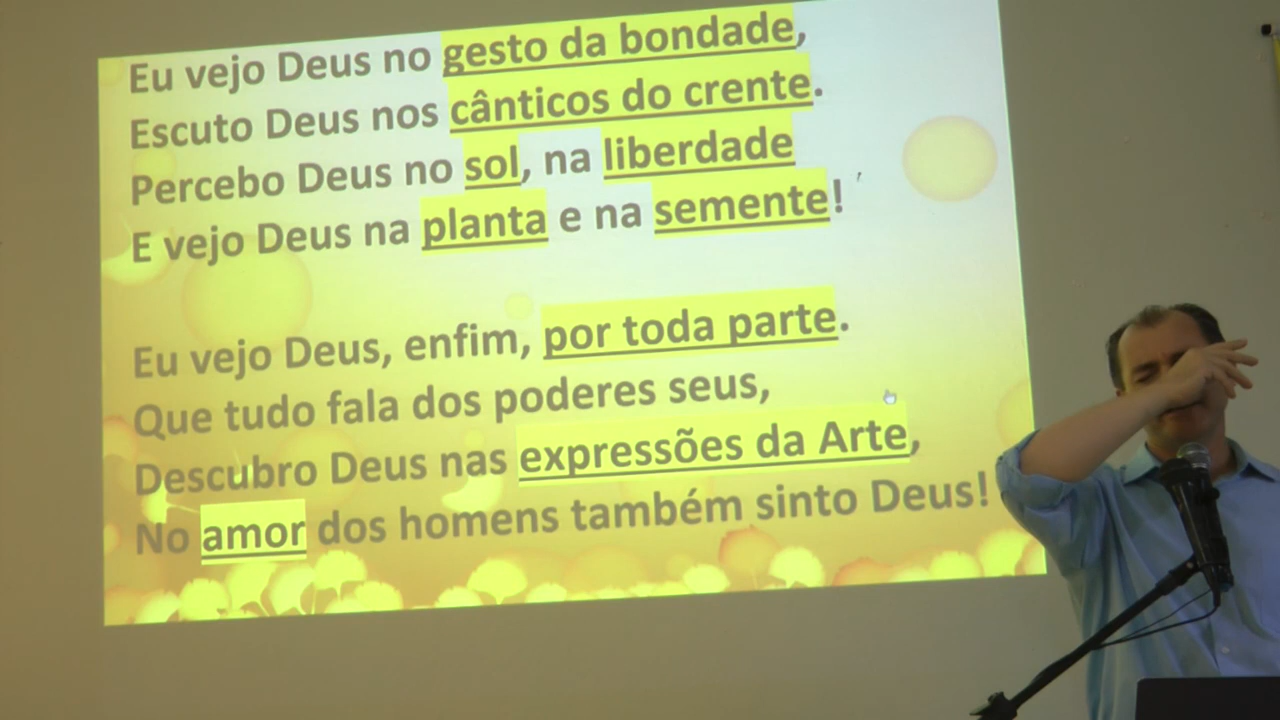 Eu vejo Deus no gesto da bondade,
Escuto Deus nos cânticos do crente.
Percebo Deus no sol, na liberdade
E vejo Deus na planta e na semente!
Eu vejo Deus, enfim, por toda parte.
Que tudo fala dos poderes seus,
Descubro Deus nas expressões da Arte,
No amor dos homens também sinto Deus!